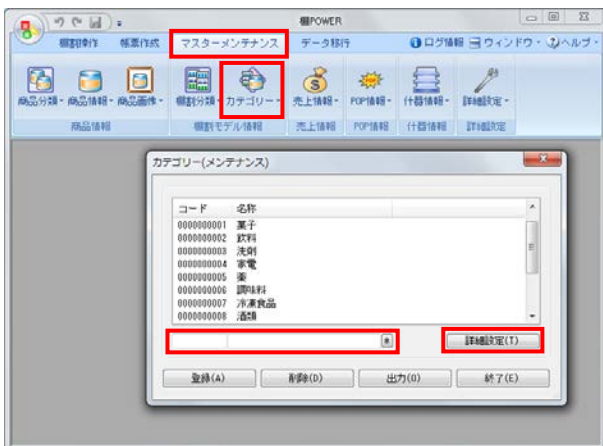 棚POWER
棚割操作 帳票作成 マスターメンテナンス データ移行 ログ情報 ウィンドウ ヘルプ
商品分類 商品情報 商品画像 棚割分類 カテゴリー 売上情報 POP情報 什器情報 詳細設定
商品情報 棚割モデル情報 売上情報 POP情報 什器情報 詳細設定
カテゴリー(メンテナンス)
コード 名称
0000000001 菓子
0000000002 飲料
0000000003 洗剤
0000000004 家電
0000000005 薬
0000000006 調味料
0000000007 冷凍食品
0000000008 酒類
詳細設定(T)
登録(A) 削除(D) 出力(O) 終了(E)